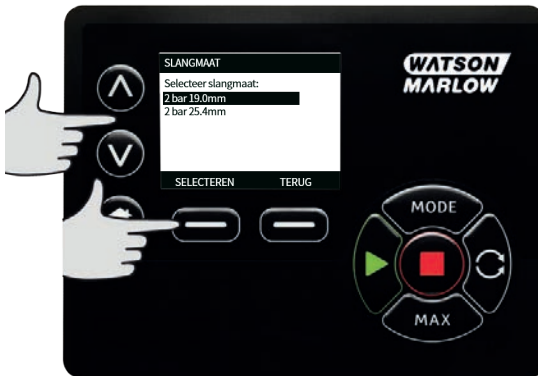 SLANGMAAT
WATSON
MARLOW
Selecteer slangmaat:
2 bar 19.0mm
2 bar 25.4mm
SELECTEREN TERUG
MODE
MAX